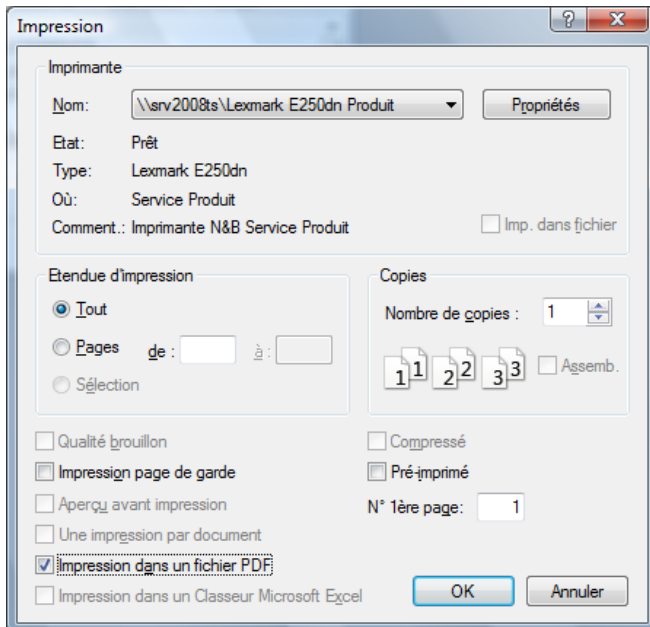 Impression
Imprimante
Nom: \\srv2008ts\Lexmark E250dn Produit Propriétés
Etat: Prêt
Type: Lexmark E250dn
Où: Service Produit
Comment.: Imprimante N&B Service Produit Imp. dans fichier
Etendue d'impression Copies
Tout Nombre de copies : 1
Pages de : à :
1 1 2 2 3 3 Assemb.
Sélection
Qualité brouillon Compressé
Impression page de garde Pré-imprimé
Aperçu avant impression N° 1ère page: 1
Une impression par document
Impression dans un fichier PDF
Impression dans un Classeur Microsoft Excel OK Annuler